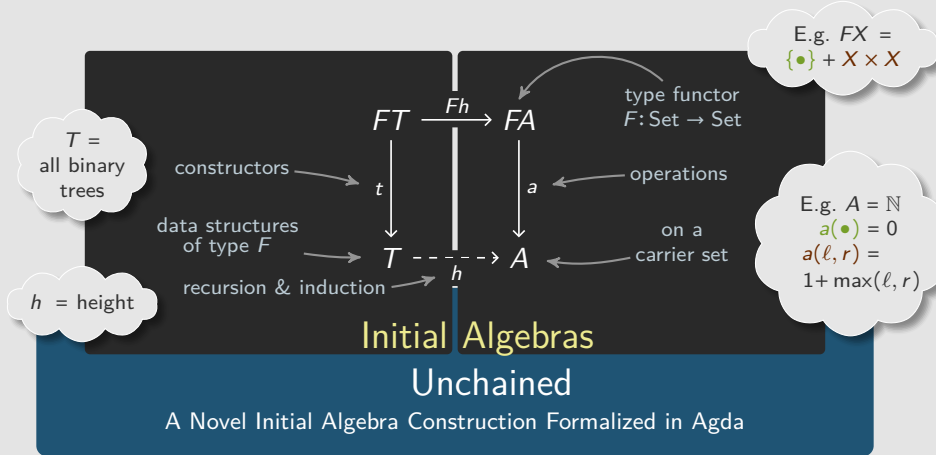 E.g. FX =
{•} + X × X
type functor
F: Set → Set
FT
Fh
FA
T =
all binary
trees
constructors
t
a
operations
data structures
of type F
T
h
A
on a
carrier set
recursion & induction
E.g. A = ℕ
a(•) = 0
a(ℓ, r) =
1+ max(ℓ, r)
h = height
Initial Algebras
Unchained
A Novel Initial Algebra Construction Formalized in Agda